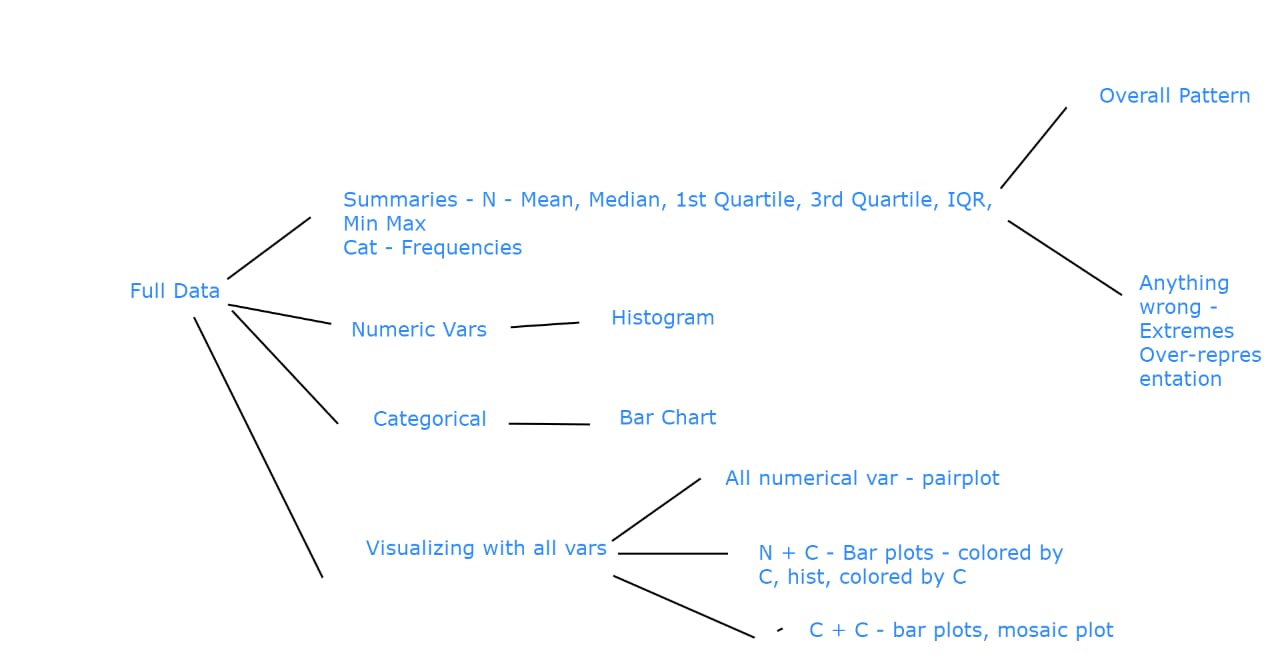 Overall Pattern
Summaries - N - Mean, Median, 1st Quartile, 3rd Quartile, IQR,
Min Max
Cat - Frequencies
Anything
wrong -
Extremes
Over-repres
entation
Full Data
Numeric Vars
Histogram
Categorical
Bar Chart
Visualizing with all vars
All numerical var - pairplot
N + C - Bar plots - colored by
C, hist, colored by C
C + C - bar plots, mosaic plot